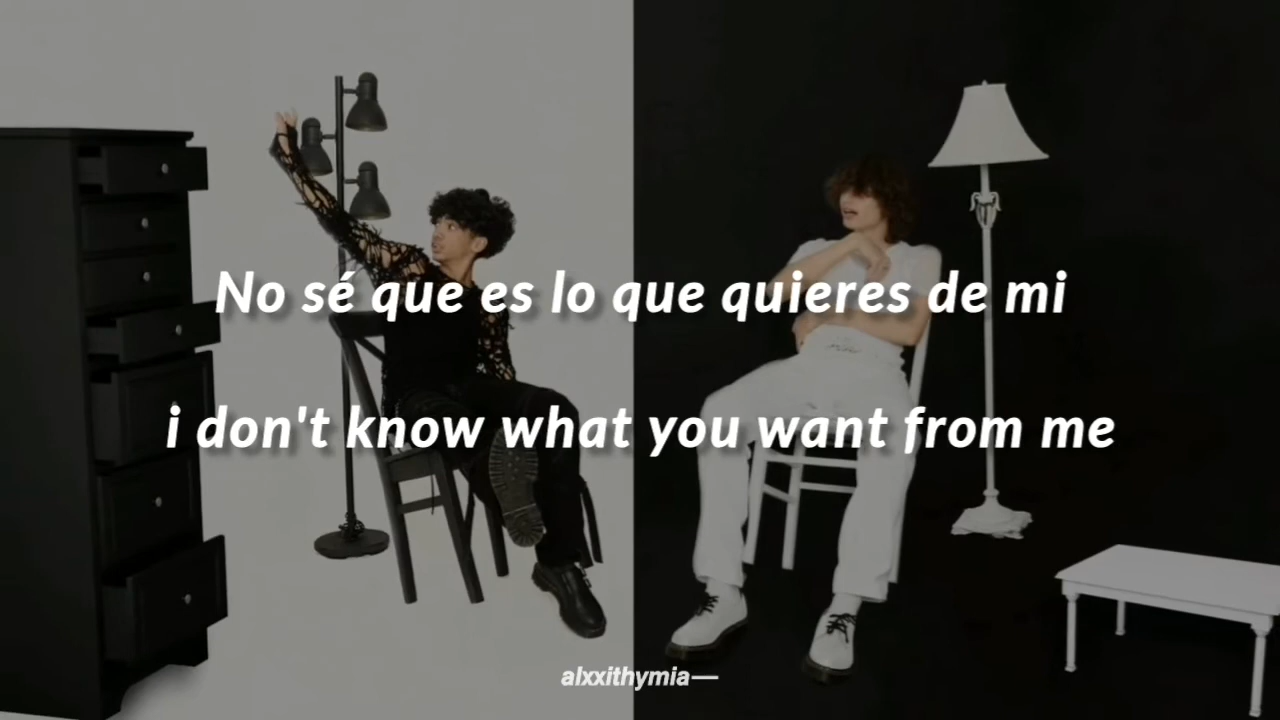 No sé que es lo que quieres de mi
i don't know what you want from me
alxxithymia—